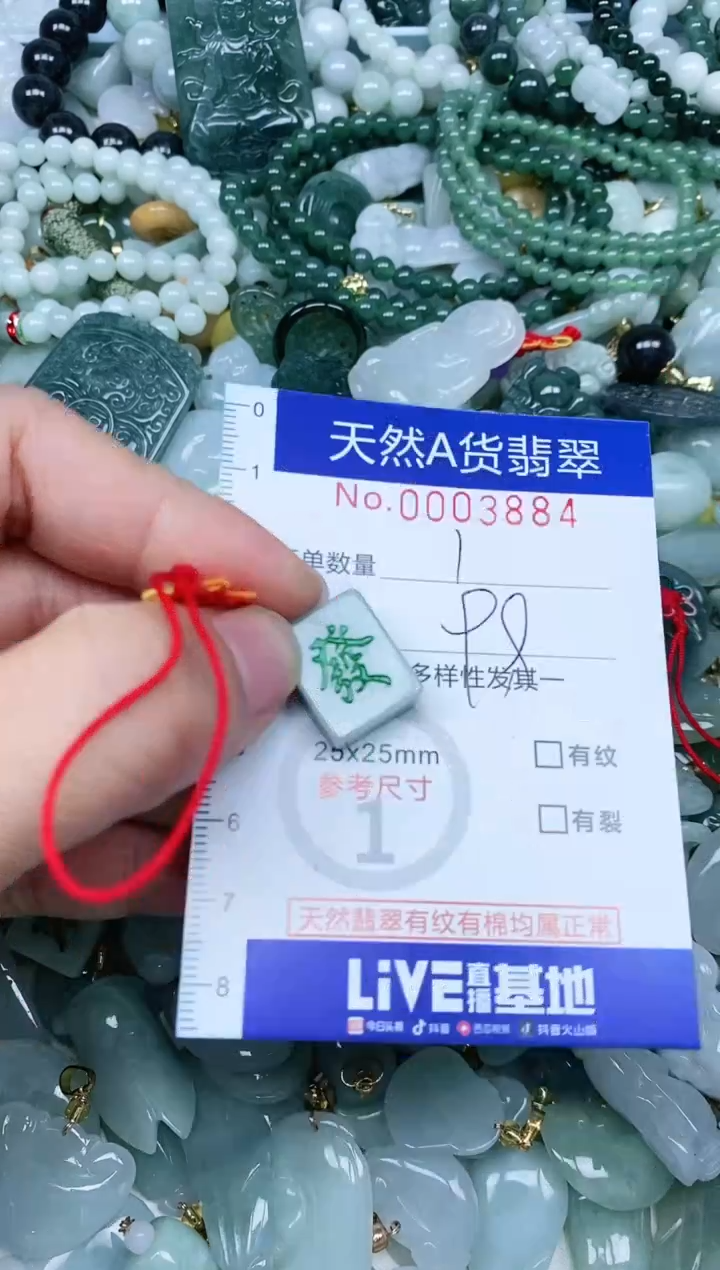 0
天然A货翡翠
1
No.0003884
单数量 1
發
多样性发其一
25x25mm
有纹
参考尺寸
1
6
有裂
7
天然翡翠有纹有棉均属正常
8
LiVE直播基地
今日头条 抖音 西瓜视频 抖音火山版